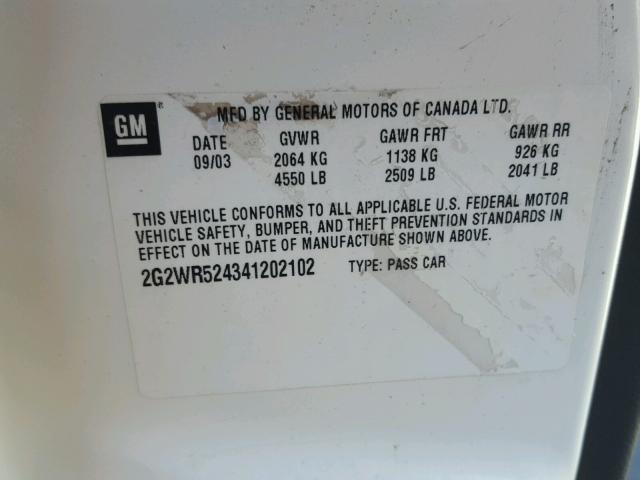 GM®
MFD BY GENERAL MOTORS OF CANADA LTD.
DATE GVWR GAWR FRT GAWR RR
09/03 2064 KG 1138 KG 926 KG
4550 LB 2509 LB 2041 LB
THIS VEHICLE CONFORMS TO ALL APPLICABLE U.S. FEDERAL MOTOR
VEHICLE SAFETY, BUMPER, AND THEFT PREVENTION STANDARDS IN
EFFECT ON THE DATE OF MANUFACTURE SHOWN ABOVE.
2G2WR524341202102 TYPE: PASS CAR